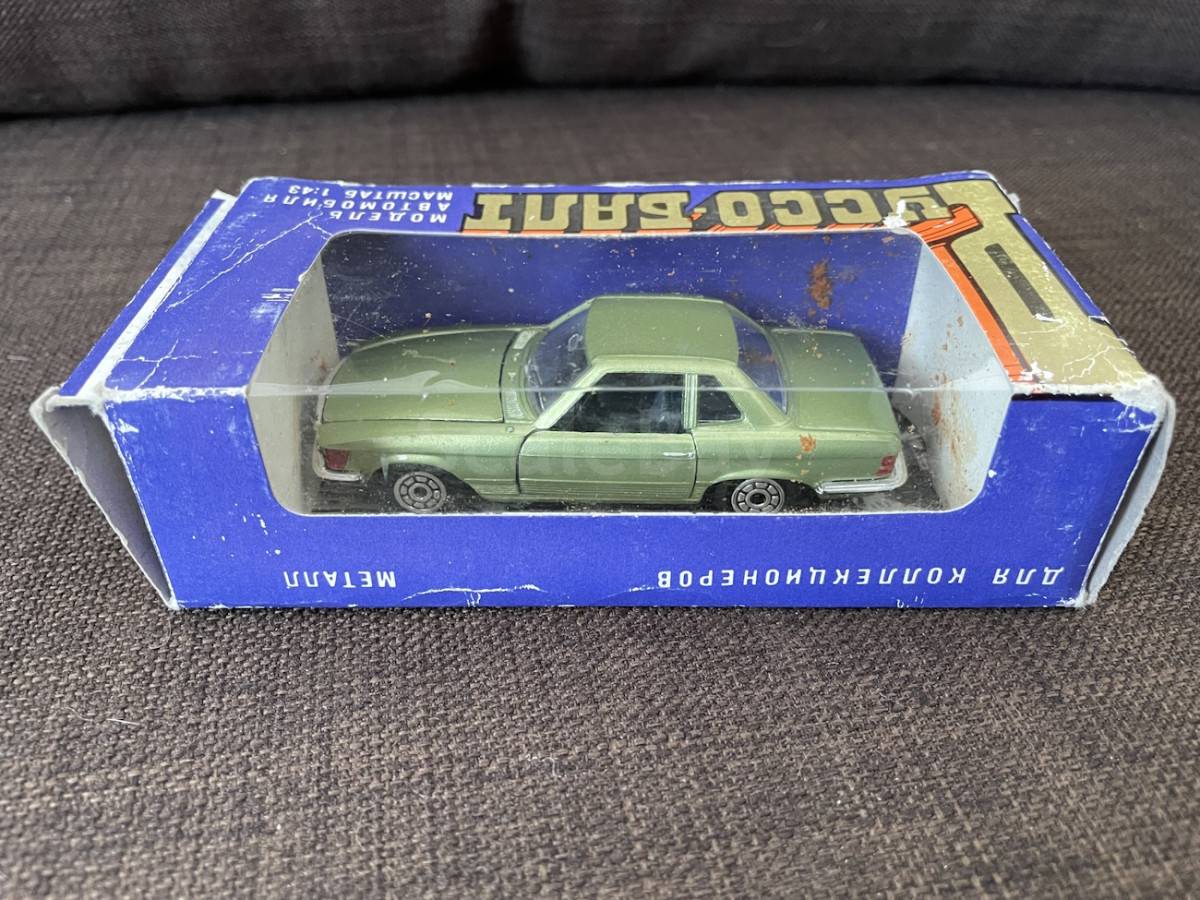 ДЛЯ КОЛЛЕКЦИОНЕРОВ МЕТАЛЛ
РУССО-БАЛТ
МОДЕЛЬ
АВТОМОБИЛЯ
МАСШТАБ 1:43